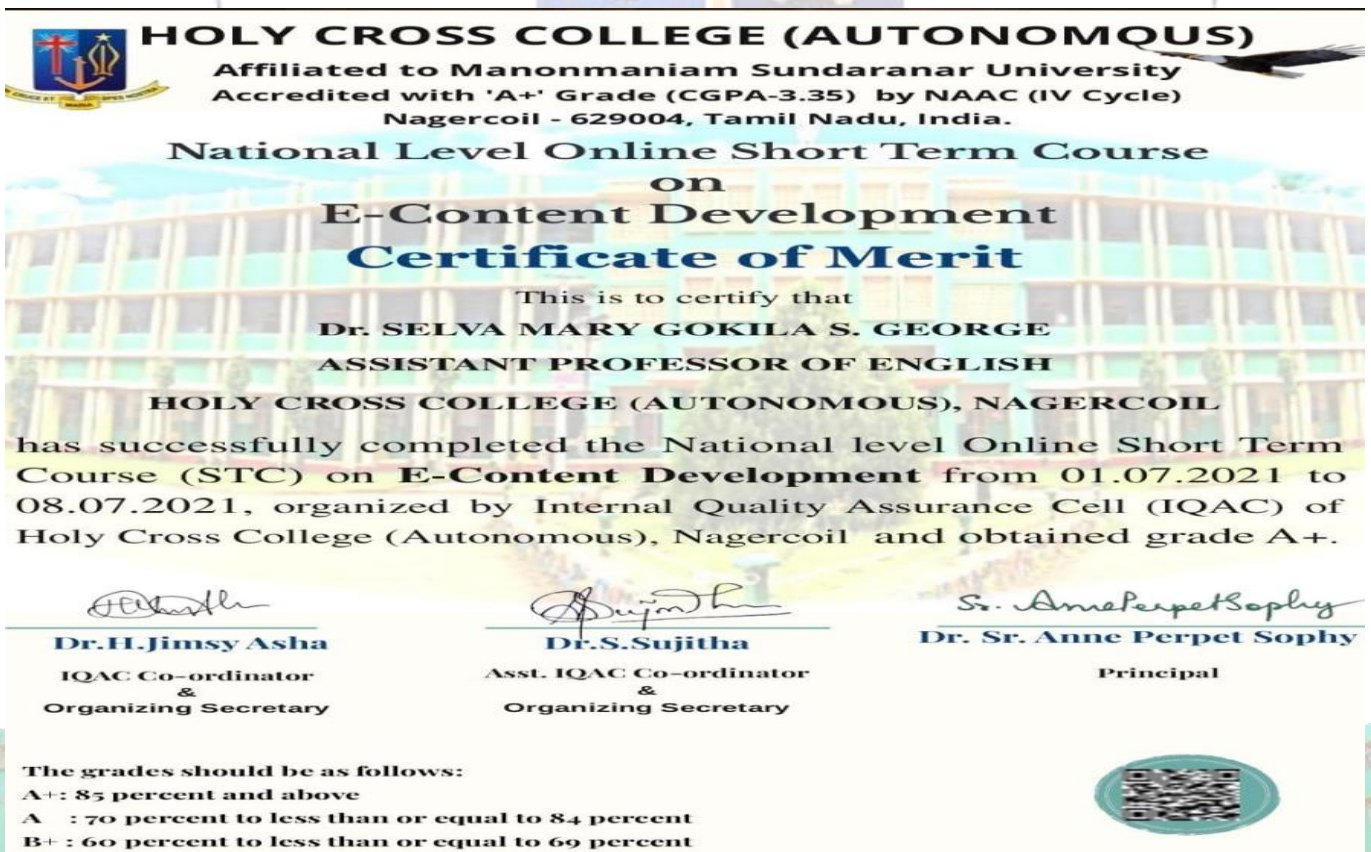 HOLY CROSS COLLEGE (AUTONOMOUS)
Affiliated to Manonmaniam Sundaranar University
Accredited with 'A+' Grade (CGPA-3.35) by NAAC (IV Cycle)
Nagercoil - 629004, Tamil Nadu, India.
National Level Online Short Term Course
on
E-Content Development
Certificate of Merit
This is to certify that
Dr. SELVA MARY GOKILA S. GEORGE
ASSISTANT PROFESSOR OF ENGLISH
HOLY CROSS COLLEGE (AUTONOMOUS), NAGERCOIL
has successfully completed the National level Online Short Term
Course (STC) on E-Content Development from 01.07.2021 to
08.07.2021, organized by Internal Quality Assurance Cell (IQAC) of
Holy Cross College (Autonomous), Nagercoil and obtained grade A+.
Sr. Anne Perpet Sophy
Dr.H.Jimsy Asha
Dr.S.Sujitha
Dr. Sr. Anne Perpet Sophy
IQAC Co-ordinator
&
Organizing Secretary
Asst. IQAC Co-ordinator
&
Organizing Secretary
Principal
The grades should be as follows:
A+: 85 percent and above
A : 70 percent to less than or equal to 84 percent
B+ : 60 percent to less than or equal to 69 percent